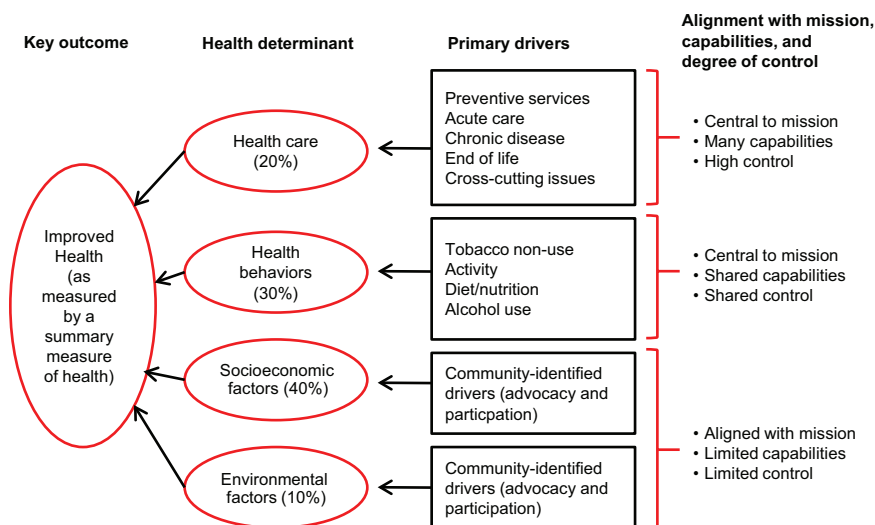 Key outcome
Health determinant
Primary drivers
Alignment with mission,
capabilities, and
degree of control
Improved
Health
(as
measured
by a
summary
measure
of health)
Health care
(20%)
Preventive services
Acute care
Chronic disease
End of life
Cross-cutting issues
• Central to mission
• Many capabilities
• High control
Health
behaviors
(30%)
Tobacco non-use
Activity
Diet/nutrition
Alcohol use
• Central to mission
• Shared capabilities
• Shared control
Socioeconomic
factors (40%)
Community-identified
drivers (advocacy and
particpation)
Environmental
factors (10%)
Community-identified
drivers (advocacy and
participation)
• Aligned with mission
• Limited capabilities
• Limited control